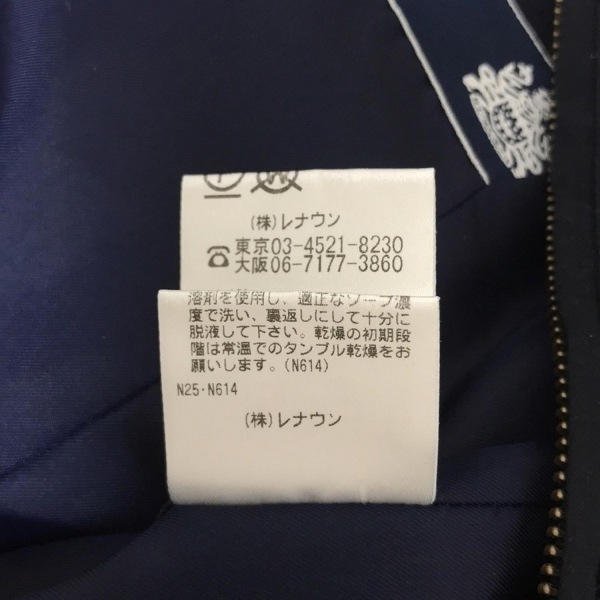 (株)レナウン
☎東京03-4521-8230
大阪06-7177-3860
溶剤を使用し、適正なソープ濃
度で洗い、裏返しにして十分に
脱液して下さい。乾燥の初期段
階は常温でのタンブル乾燥をお
願いします。(N614)
N25・N614
(株)レナウン